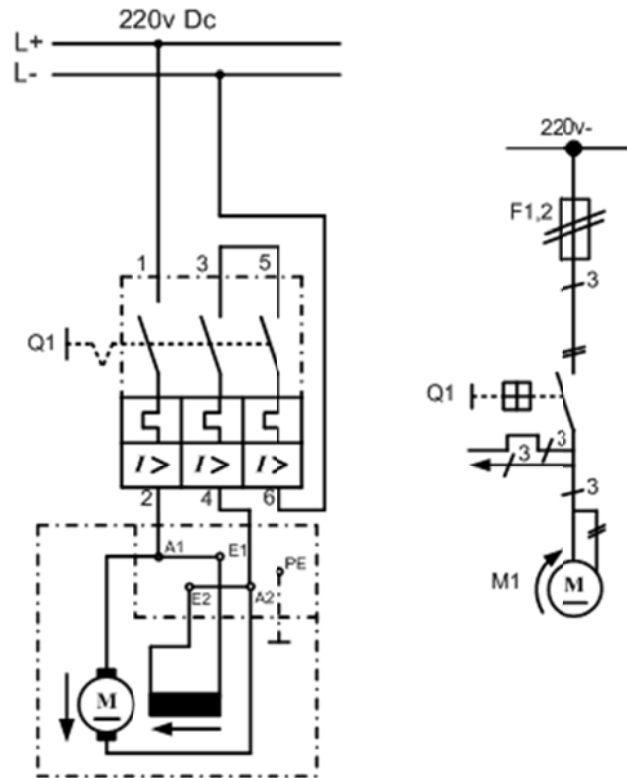 220v Dc
L+
L-
1 3 5
Q1
I> I> I>
2 4 6
A1 E1
PE
E2 A2
M
220v-
F1,2
3
Q1
3 3
3
M1 M